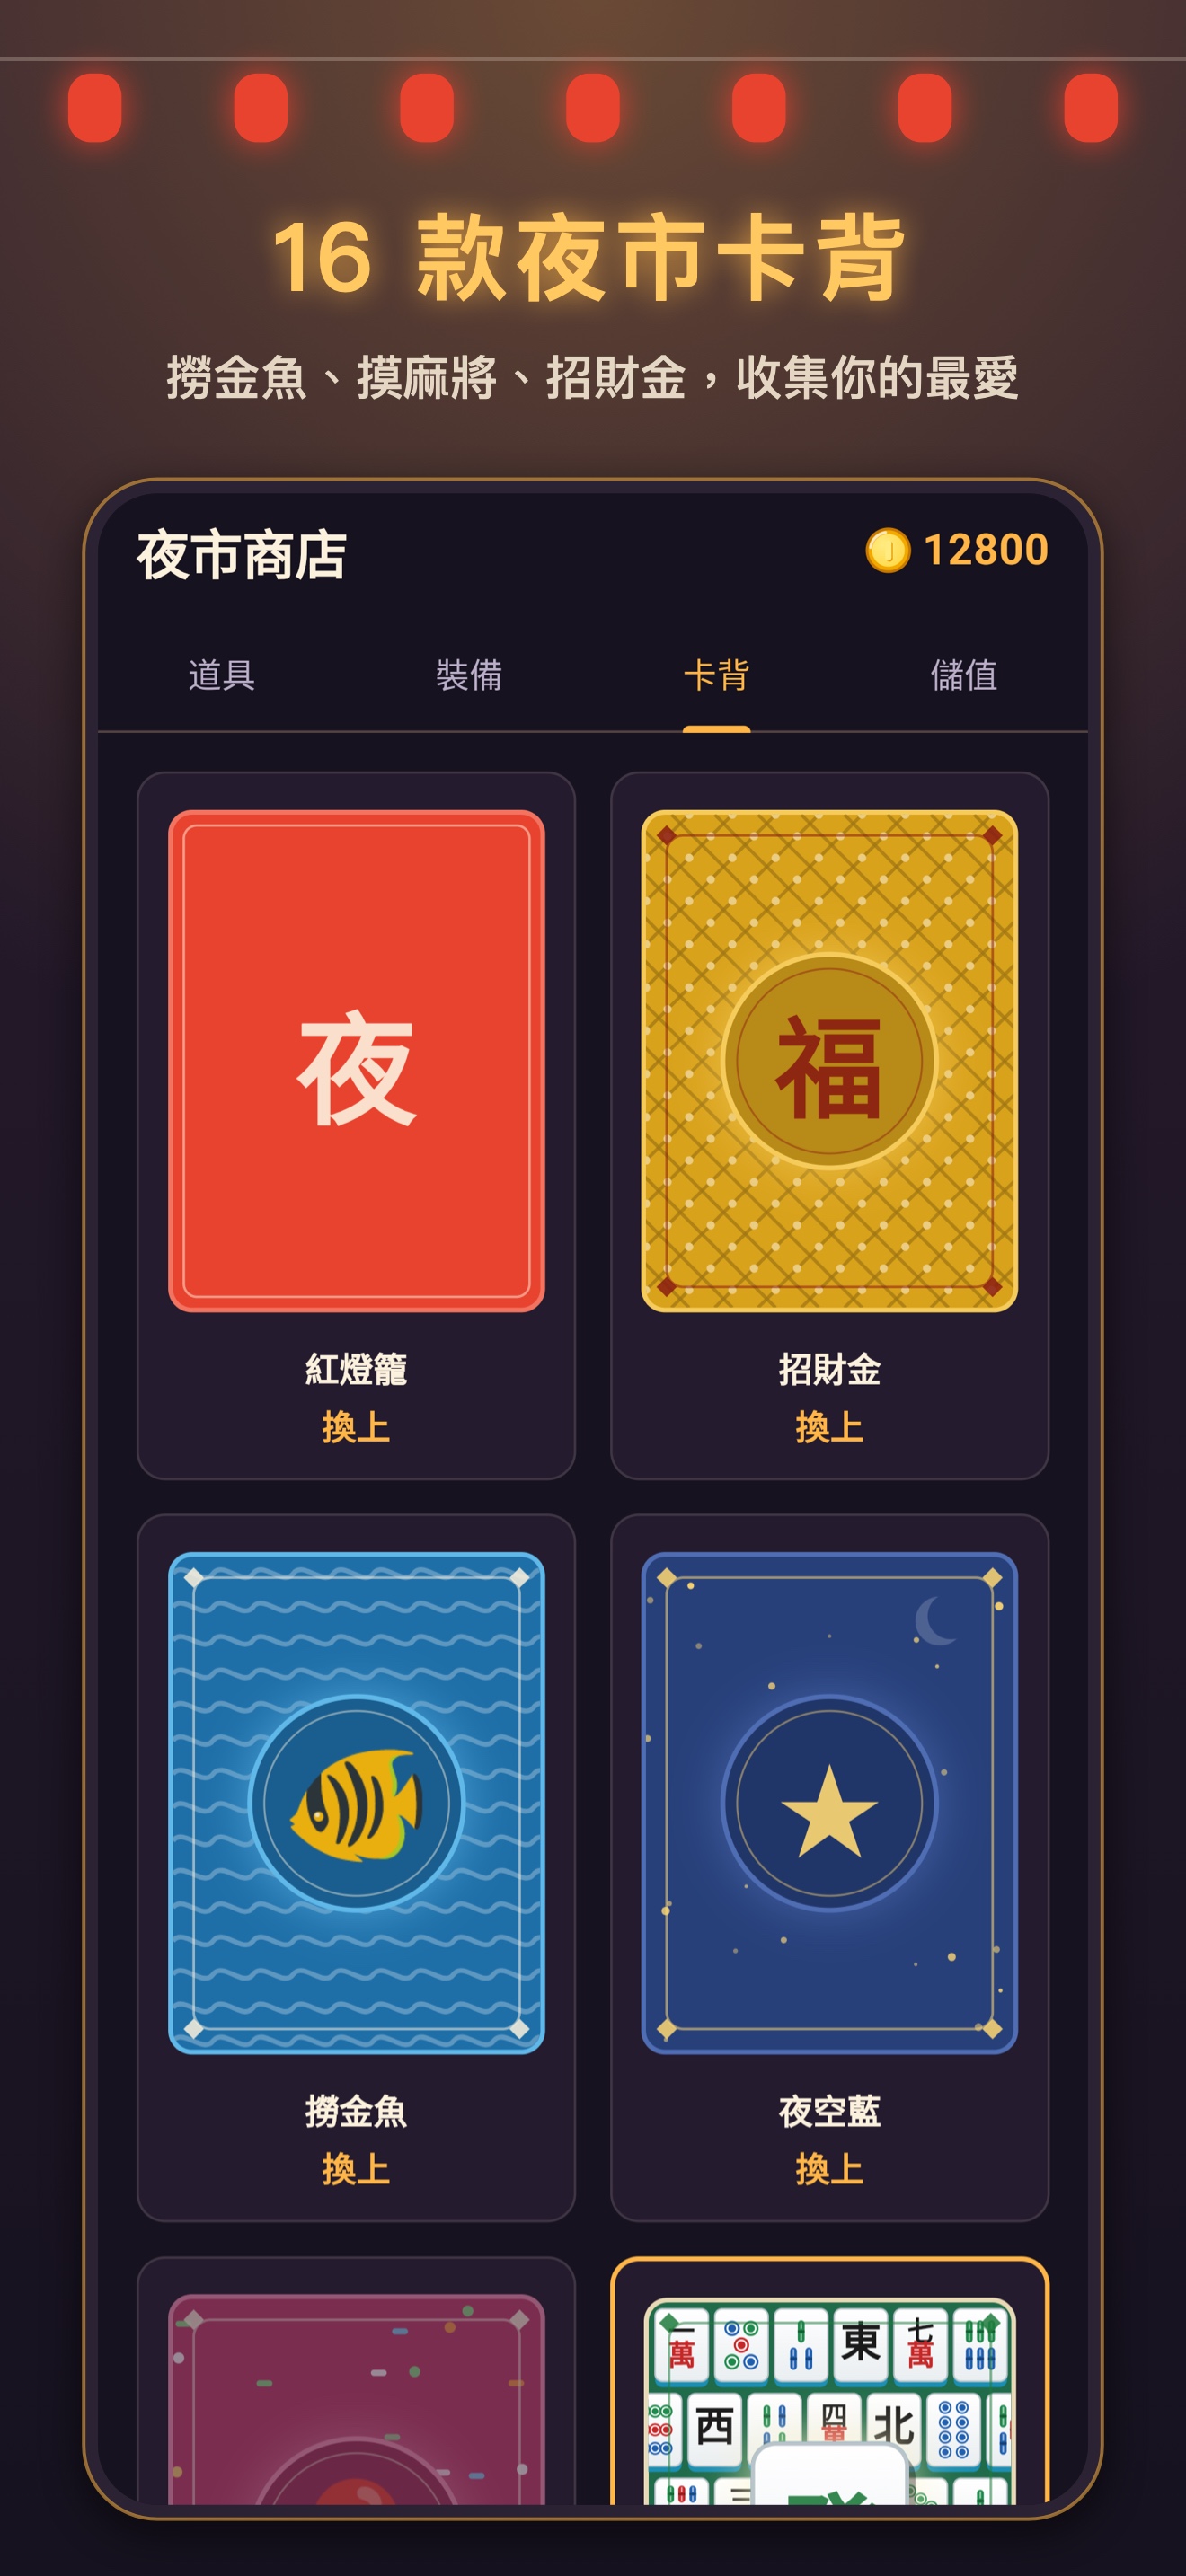 16 款夜市卡背
撈金魚、摸麻將、招財金，收集你的最愛
夜市商店
12800
道具 裝備 卡背 儲值
夜 福
紅燈籠 招財金
換上 換上
撈金魚 夜空藍
換上 換上
一萬 東 七萬
西 四萬 北